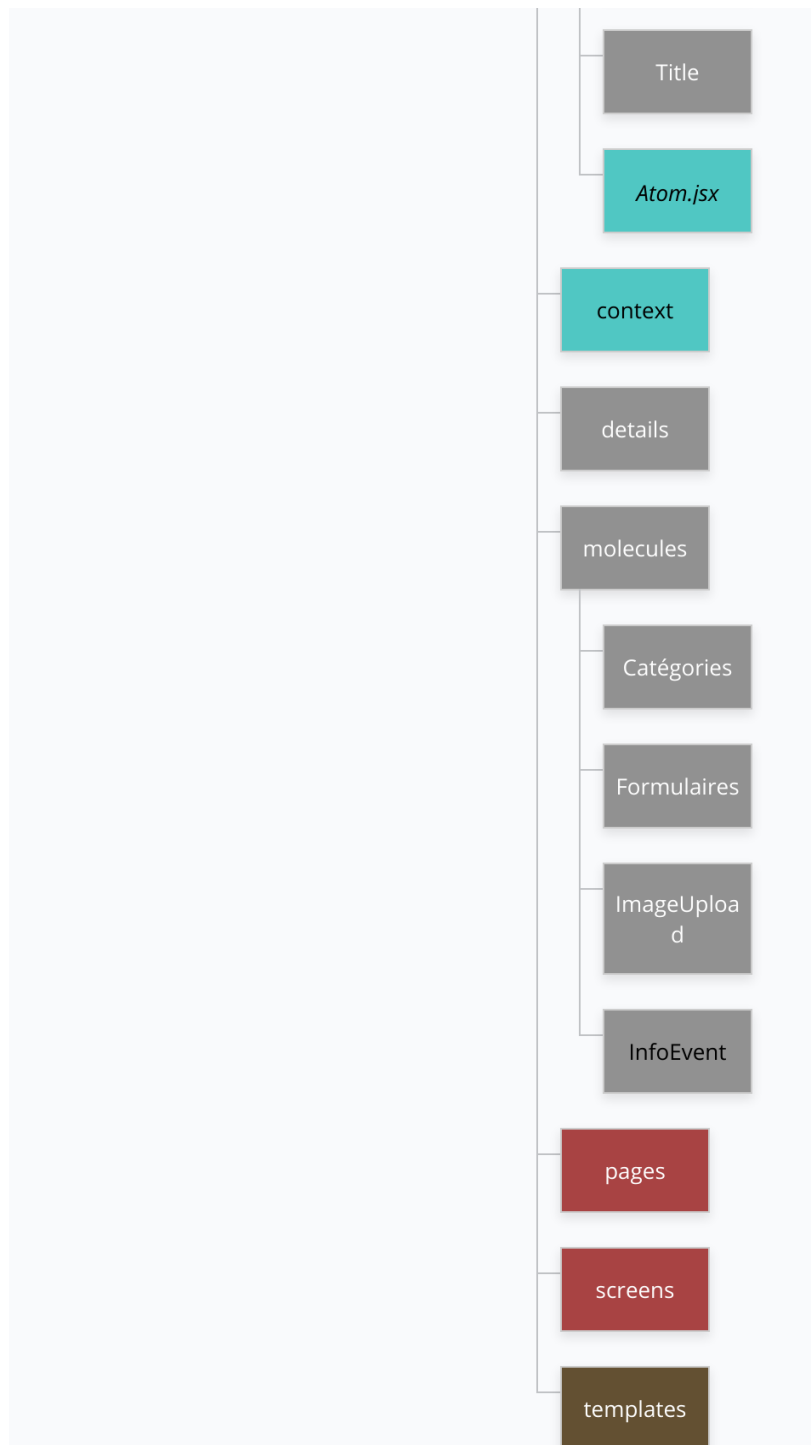 Title
Atom.jsx
context
details
molecules
Catégories
Formulaires
ImageUploa
d
InfoEvent
pages
screens
templates